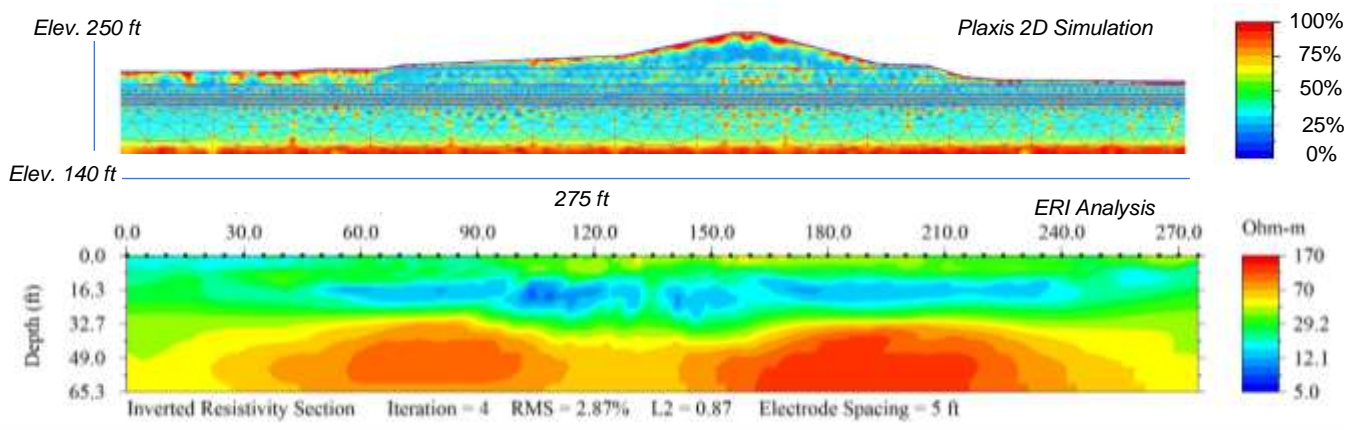 Elev. 250 ft
Plaxis 2D Simulation
100%
75%
50%
25%
0%
Elev. 140 ft
275 ft
ERI Analysis
Ohm-m
0.0 30.0 60.0 90.0 120.0 150.0 180.0 210.0 240.0 270.0
Depth (ft)
0.0
16.3
32.7
49.0
65.3
170
70
29.2
12.1
5.0
Inverted Resistivity Section Iteration = 4 RMS = 2.87% L2 = 0.87 Electrode Spacing = 5 ft